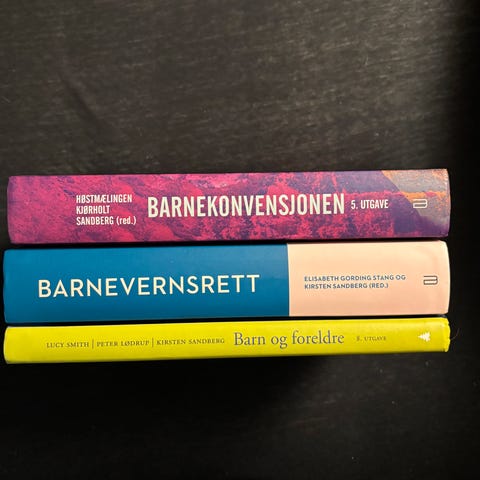 HØSTMÆLINGEN
KJØRHOLT
SANDBERG (red.)
BARNEKONVENSJONEN 5. UTGAVE
BARNEVERNSRETT
ELISABETH GORDING STANG OG
KIRSTEN SANDBERG (RED.)
LUCY SMITH | PETER LØDRUP | KIRSTEN SANDBERG Barn og foreldre 8. UTGAVE